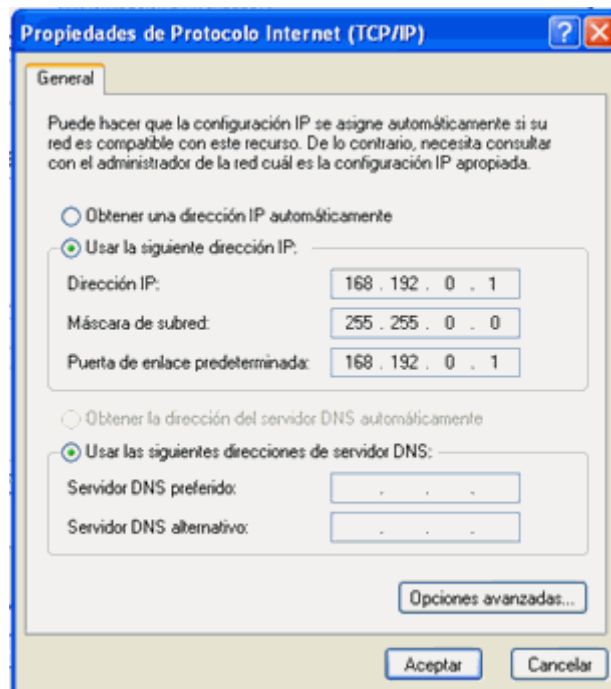 Propiedades de Protocolo Internet (TCP/IP)
General
Puede hacer que la configuración IP se asigne automáticamente si su
red es compatible con este recurso. De lo contrario, necesita consultar
con el administrador de la red cuál es la configuración IP apropiada.
Obtener una dirección IP automáticamente
Usar la siguiente dirección IP:
Dirección IP: 168 . 192 . 0 . 1
Máscara de subred: 255 . 255 . 0 . 0
Puerta de enlace predeterminada: 168 . 192 . 0 . 1
Obtener la dirección del servidor DNS automáticamente
Usar las siguientes direcciones de servidor DNS:
Servidor DNS preferido: . . .
Servidor DNS alternativo: . . .
Opciones avanzadas...
Aceptar Cancelar